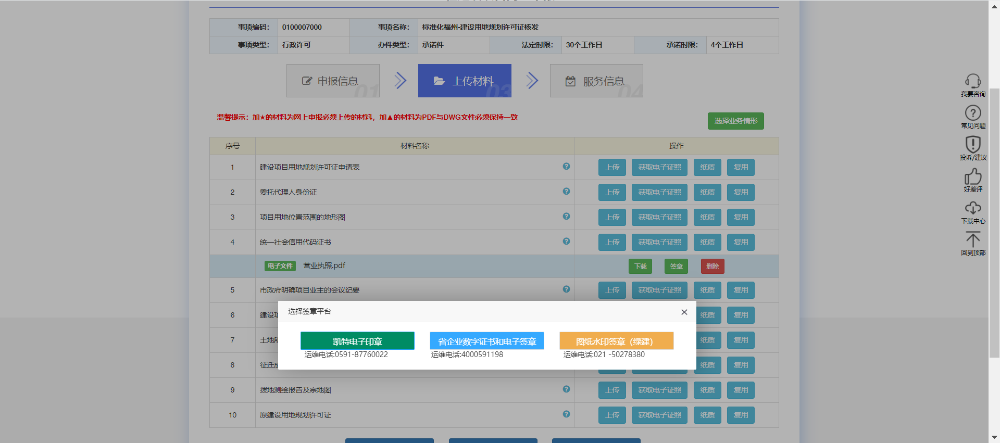 事项编码： 0100007000 事项名称： 标准化福州-建设用地规划许可证核发
事项类型： 行政许可 办件类型： 承诺件 法定时限： 30个工作日 承诺时限： 4个工作日
申报信息 01 上传材料 03 服务信息 04
温馨提示：加★的材料为网上申报必须上传的材料，加▲的材料为PDF与DWG文件必须保持一致
选择业务情形
序号 材料名称 操作
1 建设项目用地规划许可证申请表 上传 获取电子证照 纸质 复用
2 委托代理人身份证 上传 获取电子证照 纸质 复用
3 项目用地位置范围的地形图 上传 获取电子证照 纸质 复用
4 统一社会信用代码证书 上传 获取电子证照 纸质 复用
电子文件 营业执照.pdf 下载 签章 删除
5 市政府明确项目业主的会议纪要 上传 获取电子证照 纸质 复用
6 建设项 纸质 复用
7 土地所 纸质 复用
8 征迁成 纸质 复用
9 拨地测绘报告及宗地图 上传 获取电子证照 纸质 复用
10 原建设用地规划许可证 上传 获取电子证照 纸质 复用
选择签章平台
凯特电子印章 省企业数字证书和电子签章 图纸水印签章（绿建）
运维电话:0591-87760022 运维电话:4000591198 运维电话:021 -50278380
我要咨询
常见问题
投诉/建议
好差评
下载中心
回到顶部